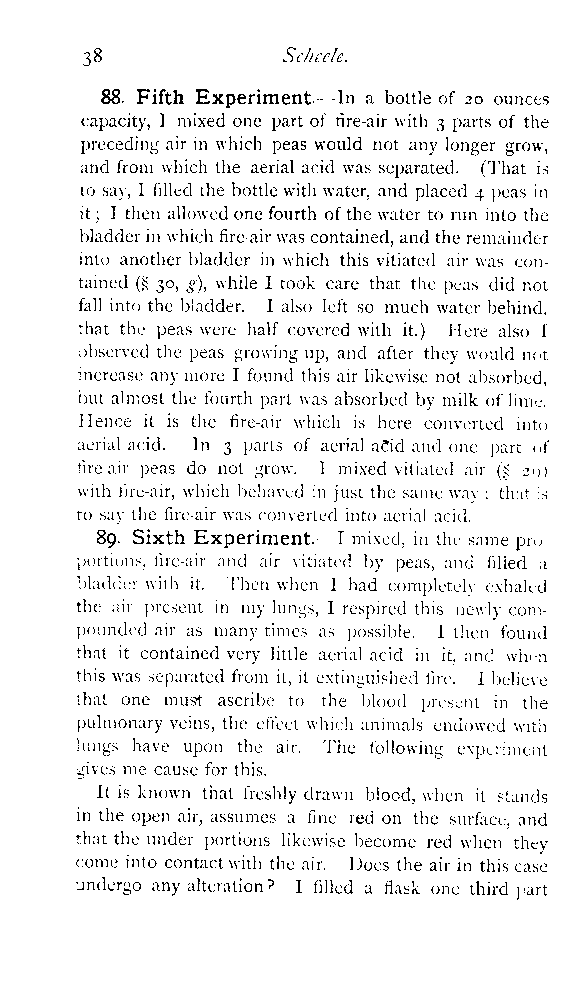 38 Scheele.
88. Fifth Experiment.--In a bottle of 20 ounces
capacity, I mixed one part of fire-air with 3 parts of the
preceding air in which peas would not any longer grow,
and from which the aerial acid was separated. (That is
to say, I filled the bottle with water, and placed 4 peas in
it; I then allowed one fourth of the water to run into the
bladder in which fire-air was contained, and the remainder
into another bladder in which this vitiated air was con-
tained (§ 30, g), while I took care that the peas did not
fall into the bladder. I also left so much water behind,
that the peas were half covered with it.) Here also I
observed the peas growing up, and after they would not
increase any more I found this air likewise not absorbed,
but almost the fourth part was absorbed by milk of lime.
Hence it is the fire-air which is here converted into
aerial acid. In 3 parts of aerial acid and one part of
fire air peas do not grow. I mixed vitiated air (§ 29)
with fire-air, which behaved in just the same way; that is
to say the fire-air was converted into aerial acid.
89. Sixth Experiment. I mixed, in the same pro
portions, fire-air and air vitiated by peas, and filled a
bladder with it. Then when I had completely exhaled
the air present in my lungs, I respired this newly com-
pounded air as many times as possible. I then found
that it contained very little aerial acid in it, and when
this was separated from it, it extinguished fire. I believe
that one must ascribe to the blood present in the
pulmonary veins, the effect which animals endowed with
lungs have upon the air. The following experiment
gives me cause for this.
It is known that freshly drawn blood, when it stands
in the open air, assumes a fine red on the surface, and
that the under portions likewise become red when they
come into contact with the air. Does the air in this case
undergo any alteration? I filled a flask one third part